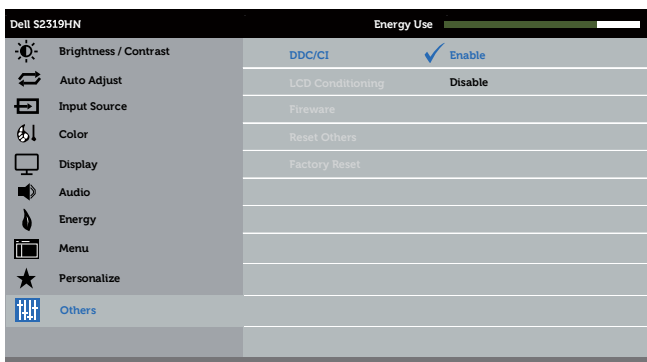 Dell S2319HN Energy Use
Brightness / Contrast DDC/CI Enable
Auto Adjust LCD Conditioning Disable
Input Source Fireware
Color Reset Others
Display Factory Reset
Audio
Energy
Menu
Personalize
Others